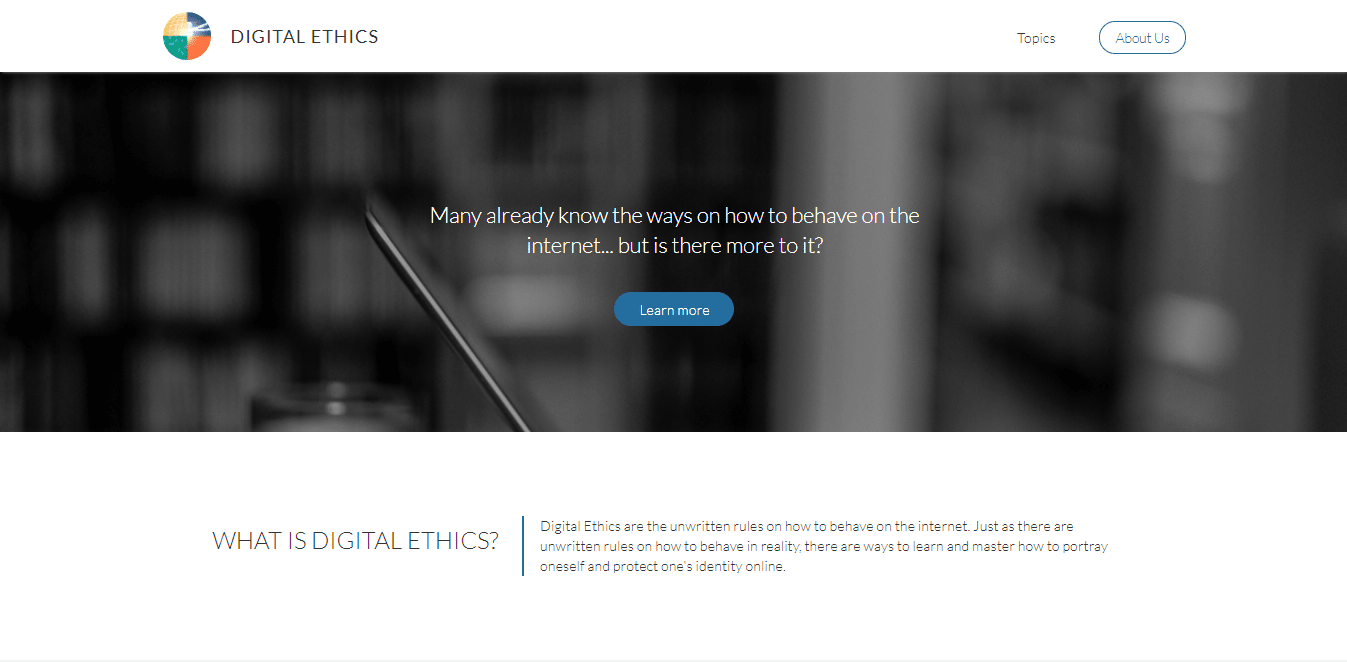 DIGITAL ETHICS
Topics
About Us
Many already know the ways on how to behave on the
internet... but is there more to it?
Learn more
WHAT IS DIGITAL ETHICS?
Digital Ethics are the unwritten rules on how to behave on the internet. Just as there are
unwritten rules on how to behave in reality, there are ways to learn and master how to portray
oneself and protect one's identity online.